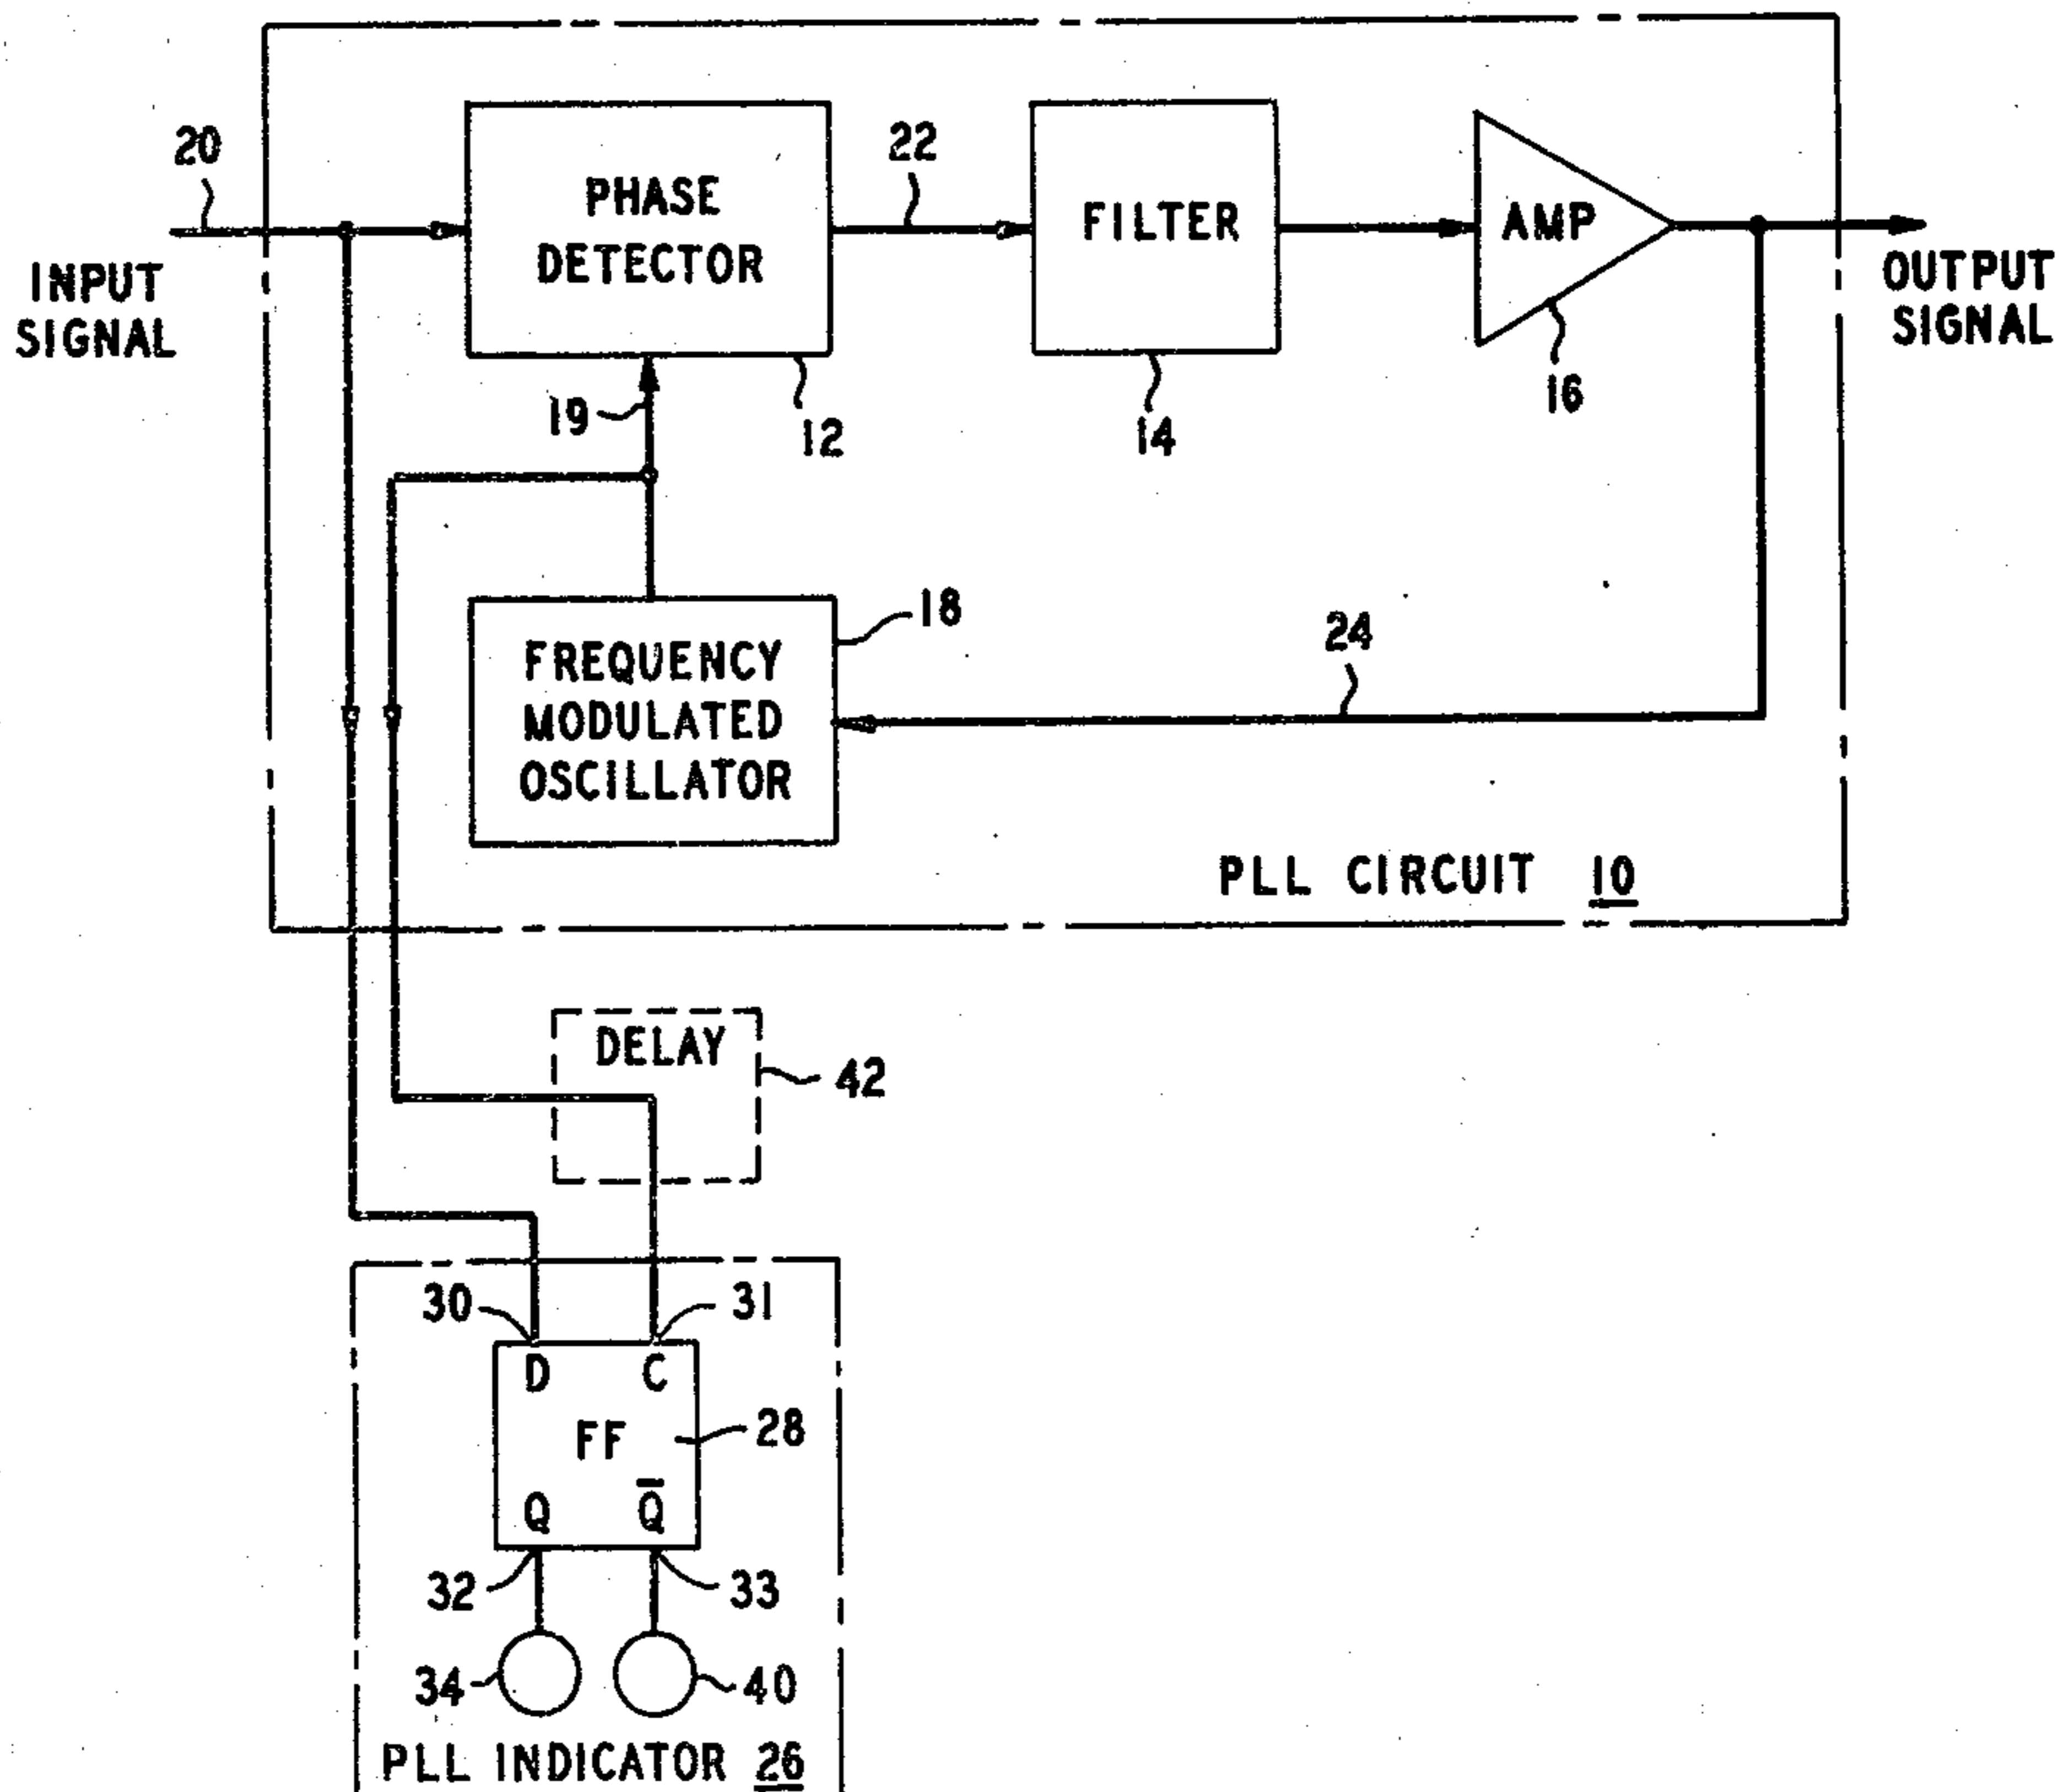 20
INPUT
SIGNAL
PHASE
DETECTOR
22
FILTER
AMP
OUTPUT
SIGNAL
19
12
14
16
18
FREQUENCY
MODULATED
OSCILLATOR
24
PLL CIRCUIT 10
DELAY
42
30
31
D C
FF
28
Q Q̅
32
33
34
40
PLL INDICATOR 26